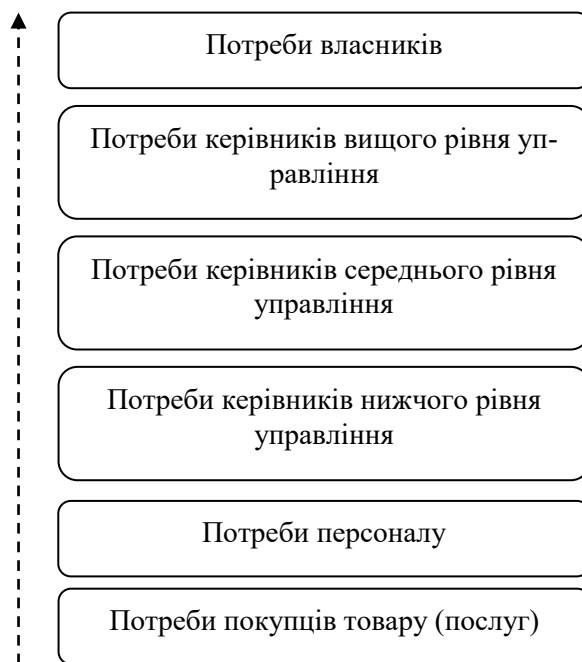 Потреби власників
Потреби керівників вищого рівня уп-
равління
Потреби керівників середнього рівня
управління
Потреби керівників нижчого рівня
управління
Потреби персоналу
Потреби покупців товару (послуг)